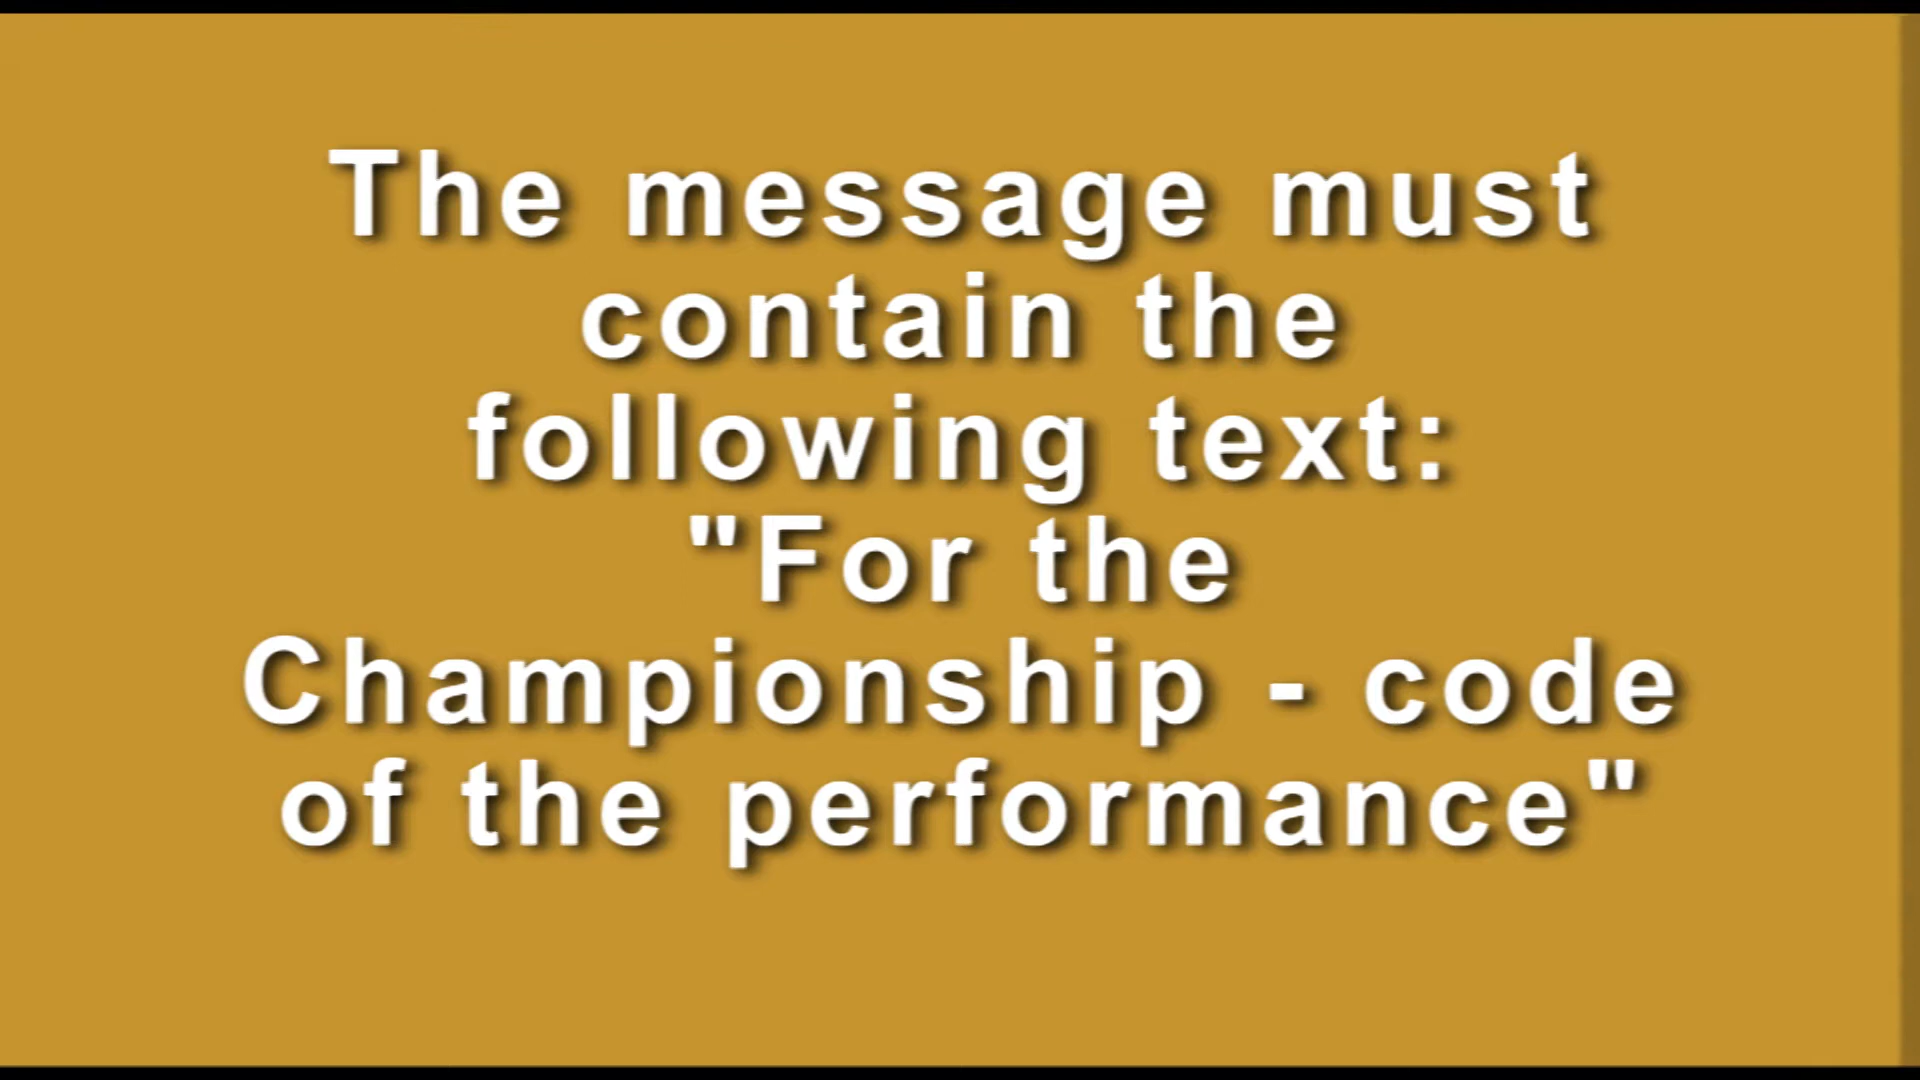 The message must
contain the
following text:
"For the
Championship - code
of the performance"